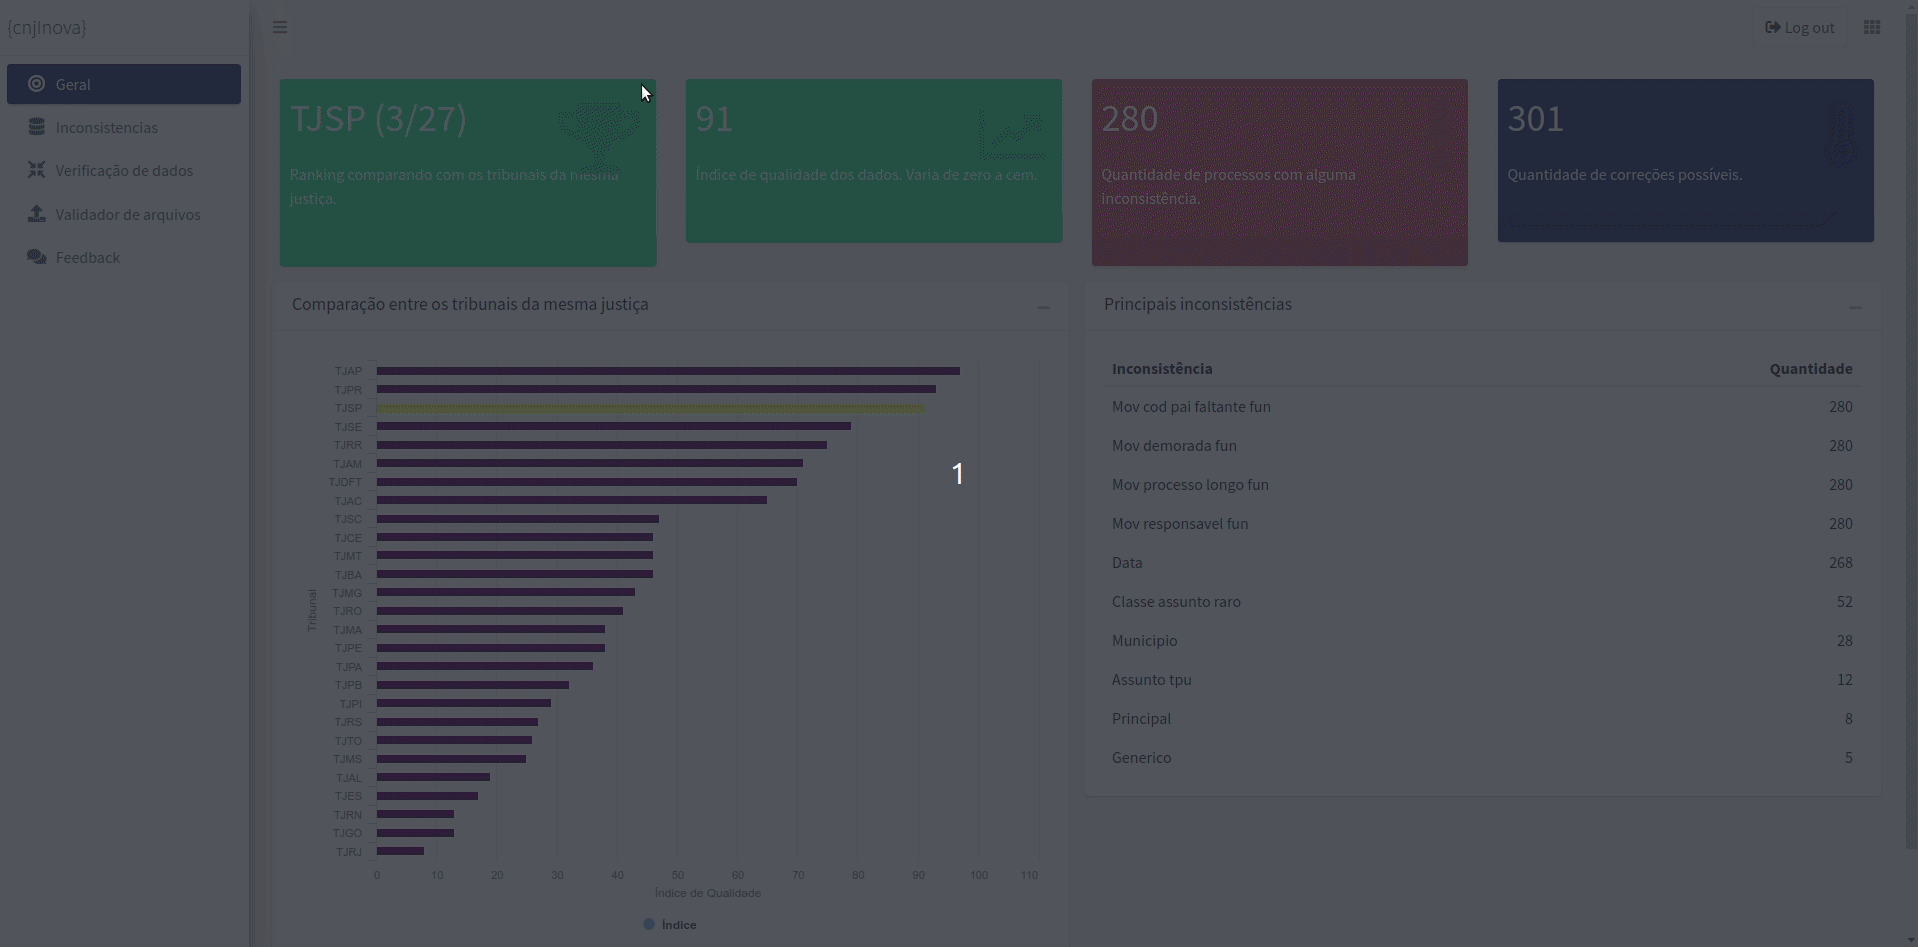 {cnjInova}
Log out
Geral
Inconsistencias
Verificação de dados
Validador de arquivos
Feedback
TJSP (3/27)
Ranking comparando com os tribunais da mesma
justiça.
91
Índice de qualidade dos dados. Varia de zero a cem.
280
Quantidade de processos com alguma
inconsistência.
301
Quantidade de correções possíveis.
Comparação entre os tribunais da mesma justiça
Tribunal
TJAP
TJPR
TJSP
TJSE
TJRR
TJAM
TJDFT
TJAC
TJSC
TJCE
TJMT
TJBA
TJMG
TJRO
TJMA
TJPE
TJPA
TJPB
TJPI
TJRS
TJTO
TJMS
TJAL
TJES
TJRN
TJGO
TJRJ
0 10 20 30 40 50 60 70 80 90 100 110
Índice de Qualidade
Índice
1
Principais inconsistências
Inconsistência Quantidade
Mov cod pai faltante fun 280
Mov demorada fun 280
Mov processo longo fun 280
Mov responsavel fun 280
Data 268
Classe assunto raro 52
Municipio 28
Assunto tpu 12
Principal 8
Generico 5